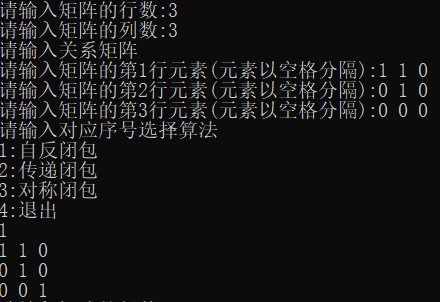 请输入矩阵的行数:3
请输入矩阵的列数:3
请输入关系矩阵
请输入矩阵的第1行元素(元素以空格分隔):1 1 0
请输入矩阵的第2行元素(元素以空格分隔):0 1 0
请输入矩阵的第3行元素(元素以空格分隔):0 0 0
请输入对应序号选择算法
1:自反闭包
2:传递闭包
3:对称闭包
4:退出
1
1 1 0
0 1 0
0 0 1